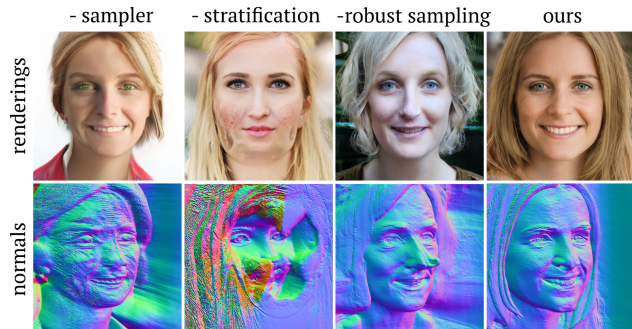 - sampler
- stratification
-robust sampling
ours
renderings
normals